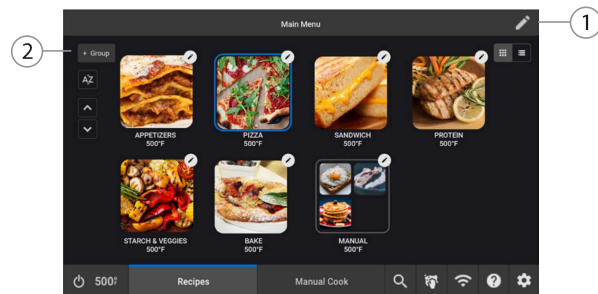 Main Menu
1
2
+ Group
AZ
APPETIZERS
500°F
PIZZA
500°F
SANDWICH
500°F
PROTEIN
500°F
STARCH & VEGGIES
500°F
BAKE
500°F
MANUAL
500°F
500°F
Recipes
Manual Cook
?